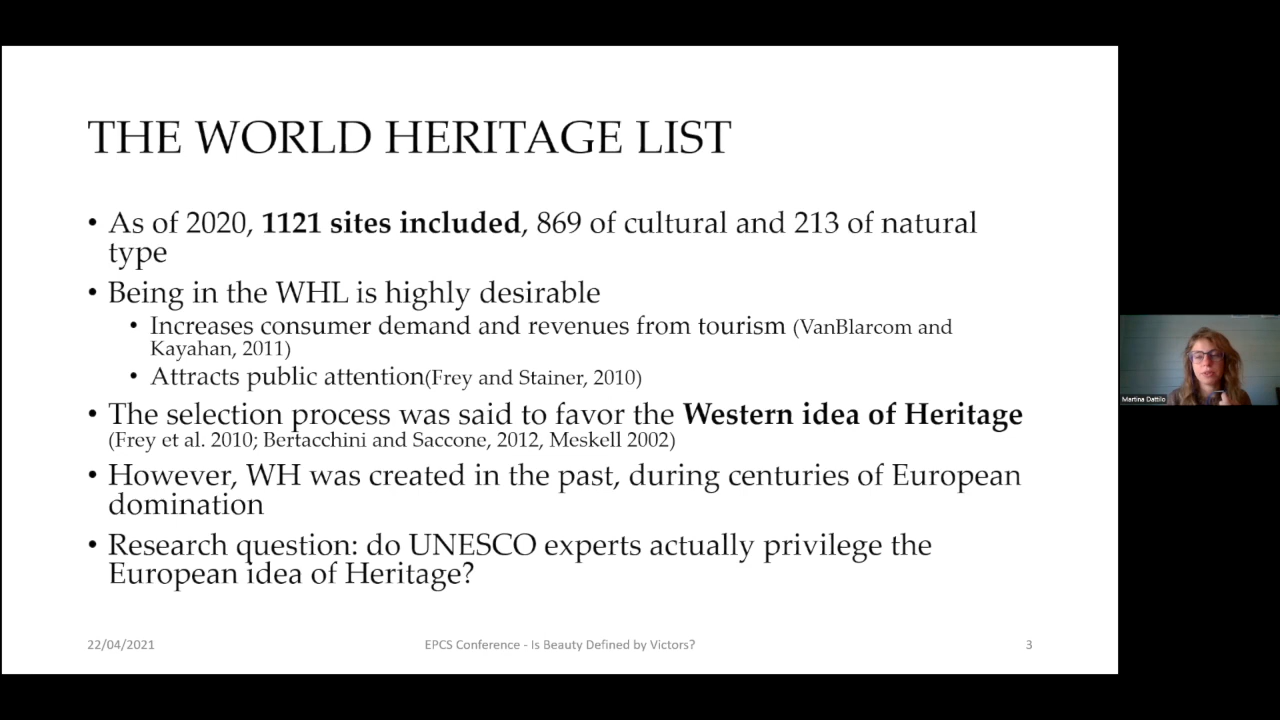 THE WORLD HERITAGE LIST
• As of 2020, 1121 sites included, 869 of cultural and 213 of natural
type
• Being in the WHL is highly desirable
• Increases consumer demand and revenues from tourism (VanBlarcom and
Kayahan, 2011)
• Attracts public attention(Frey and Stainer, 2010)
• The selection process was said to favor the Western idea of Heritage
(Frey et al. 2010; Bertacchini and Saccone, 2012, Meskell 2002)
• However, WH was created in the past, during centuries of European
domination
• Research question: do UNESCO experts actually privilege the
European idea of Heritage?
22/04/2021
EPCS Conference - Is Beauty Defined by Victors?
3
Martina Dattilo